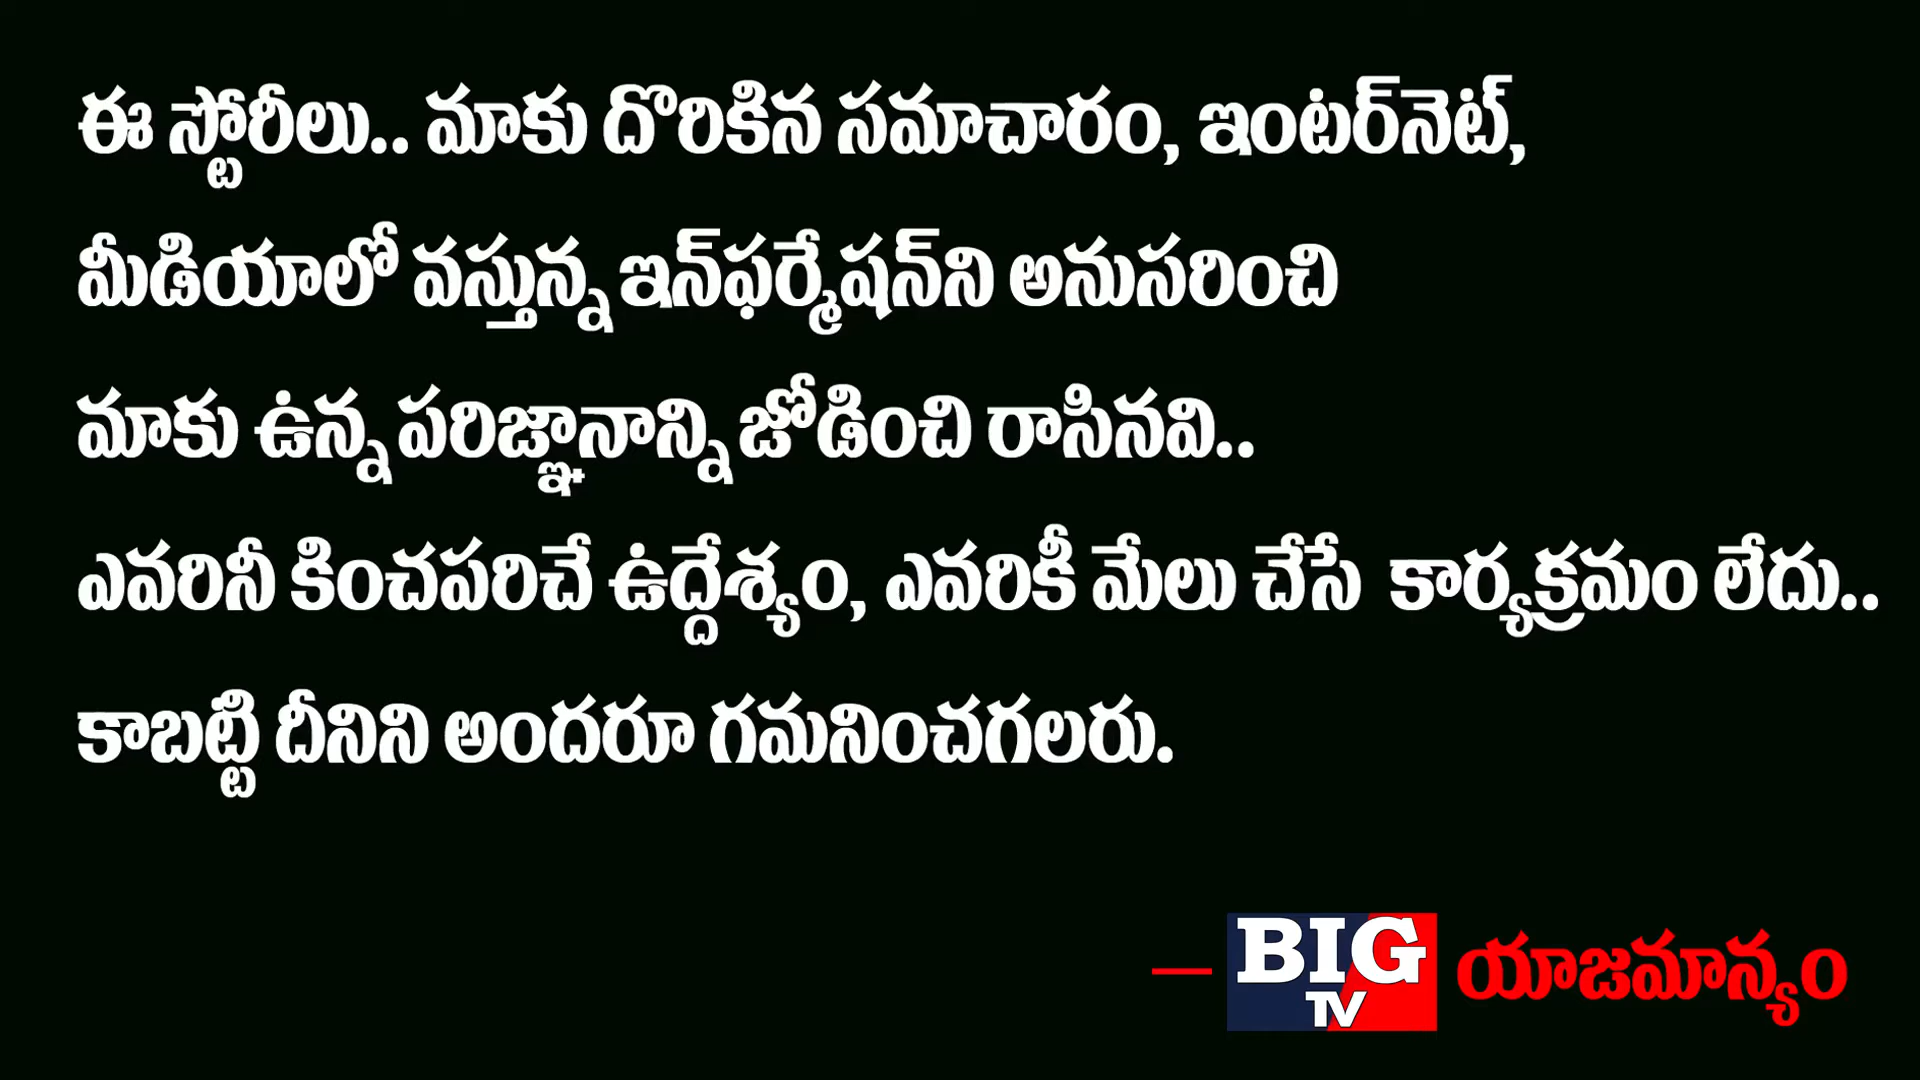 ఈ స్టోరీలు.. మాకు దొరికిన సమాచారం, ఇంటర్‌నెట్,
మీడియాలో వస్తున్న ఇన్‌ఫర్మేషన్‌ని అనుసరించి
మాకు ఉన్న పరిజ్ఞానాన్ని జోడించి రాసినవి..
ఎవరినీ కించపరిచే ఉద్దేశ్యం, ఎవరికీ మేలు చేసే కార్యక్రమం లేదు..
కాబట్టి దీనిని అందరూ గమనించగలరు.
— BIG TV యాజమాన్యం